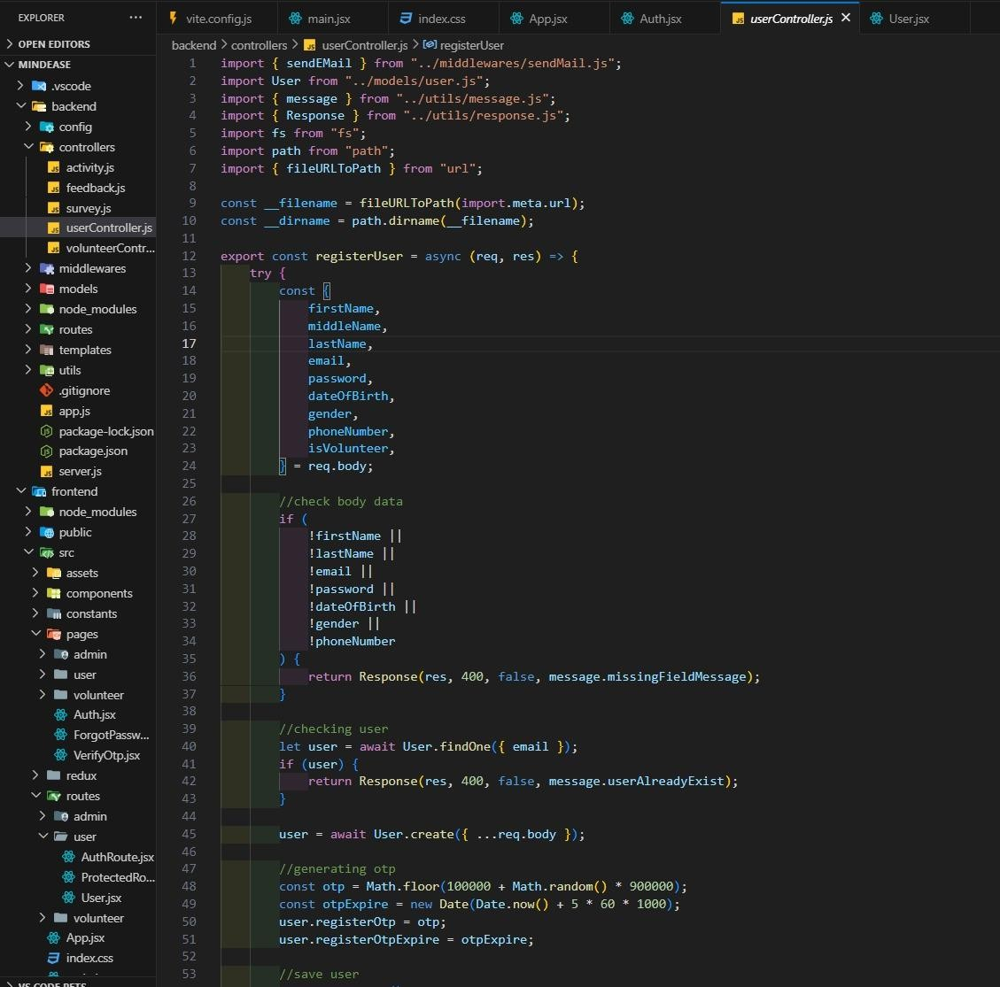 EXPLORER ...
OPEN EDITORS
MINDEASE
.vscode
backend
config
controllers
activity.js
feedback.js
survey.js
userController.js
volunteerContr...
middlewares
models
node_modules
routes
templates
utils
.gitignore
app.js
package-lock.json
package.json
server.js
frontend
node_modules
public
src
assets
components
constants
pages
admin
user
volunteer
Auth.jsx
ForgotPassw...
VerifyOtp.jsx
redux
routes
admin
user
AuthRoute.jsx
ProtectedRo...
User.jsx
volunteer
App.jsx
index.css
VS CODE PETS
vite.config.js main.jsx index.css App.jsx Auth.jsx userController.js User.jsx
backend > controllers > userController.js > registerUser
1 import { sendEMail } from "../middlewares/sendMail.js";
2 import User from "../models/user.js";
3 import { message } from "../utils/message.js";
4 import { Response } from "../utils/response.js";
5 import fs from "fs";
6 import path from "path";
7 import { fileURLToPath } from "url";
8
9 const __filename = fileURLToPath(import.meta.url);
10 const __dirname = path.dirname(__filename);
11
12 export const registerUser = async (req, res) => {
13 try {
14 const {
15 firstName,
16 middleName,
17 lastName,
18 email,
19 password,
20 dateOfBirth,
21 gender,
22 phoneNumber,
23 isVolunteer,
24 } = req.body;
25
26 //check body data
27 if (
28 !firstName ||
29 !lastName ||
30 !email ||
31 !password ||
32 !dateOfBirth ||
33 !gender ||
34 !phoneNumber
35 ) {
36 return Response(res, 400, false, message.missingFieldMessage);
37 }
38
39 //checking user
40 let user = await User.findOne({ email });
41 if (user) {
42 return Response(res, 400, false, message.userAlreadyExist);
43 }
44
45 user = await User.create({ ...req.body });
46
47 //generating otp
48 const otp = Math.floor(100000 + Math.random() * 900000);
49 const otpExpire = new Date(Date.now() + 5 * 60 * 1000);
50 user.registerOtp = otp;
51 user.registerOtpExpire = otpExpire;
52
53 //save user